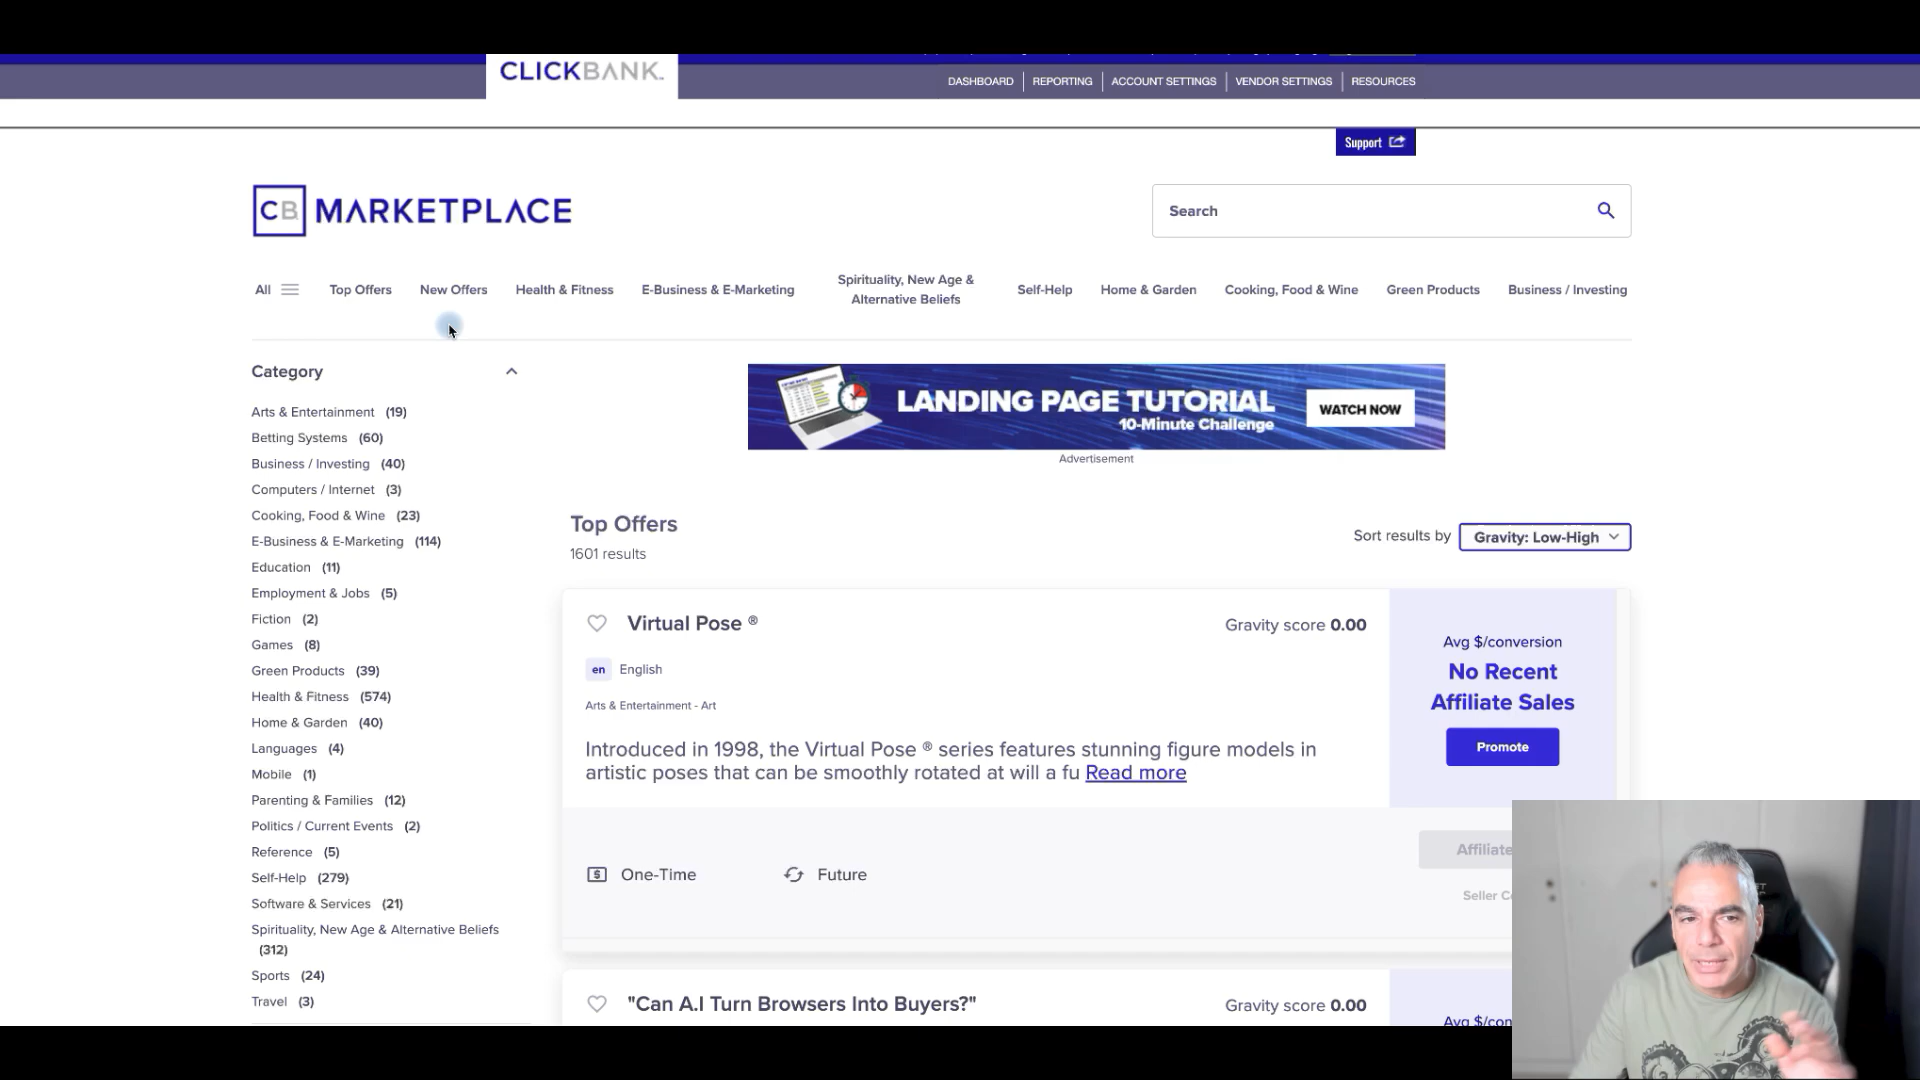 CLICKBANK
DASHBOARD
REPORTING
ACCOUNT SETTINGS
VENDOR SETTINGS
RESOURCES
Support
CB MARKETPLACE
Search
All
Top Offers
New Offers
Health & Fitness
E-Business & E-Marketing
Spirituality, New Age &
Alternative Beliefs
Self-Help
Home & Garden
Cooking, Food & Wine
Green Products
Business / Investing
Category
Arts & Entertainment (19)
Betting Systems (60)
Business / Investing (40)
Computers / Internet (3)
Cooking, Food & Wine (23)
E-Business & E-Marketing (114)
Education (11)
Employment & Jobs (5)
Fiction (2)
Games (8)
Green Products (39)
Health & Fitness (574)
Home & Garden (40)
Languages (4)
Mobile (1)
Parenting & Families (12)
Politics / Current Events (2)
Reference (5)
Self-Help (279)
Software & Services (21)
Spirituality, New Age & Alternative Beliefs
(312)
Sports (24)
Travel (3)
LANDING PAGE TUTORIAL
10-Minute Challenge
WATCH NOW
Advertisement
Top Offers
1601 results
Sort results by Gravity: Low-High
Virtual Pose ®
Gravity score 0.00
en English
Arts & Entertainment - Art
Introduced in 1998, the Virtual Pose ® series features stunning figure models in
artistic poses that can be smoothly rotated at will a fu Read more
Avg $/conversion
No Recent
Affiliate Sales
Promote
One-Time
Future
Affiliate
Seller
"Can A.I Turn Browsers Into Buyers?"
Gravity score 0.00
Avg $/con